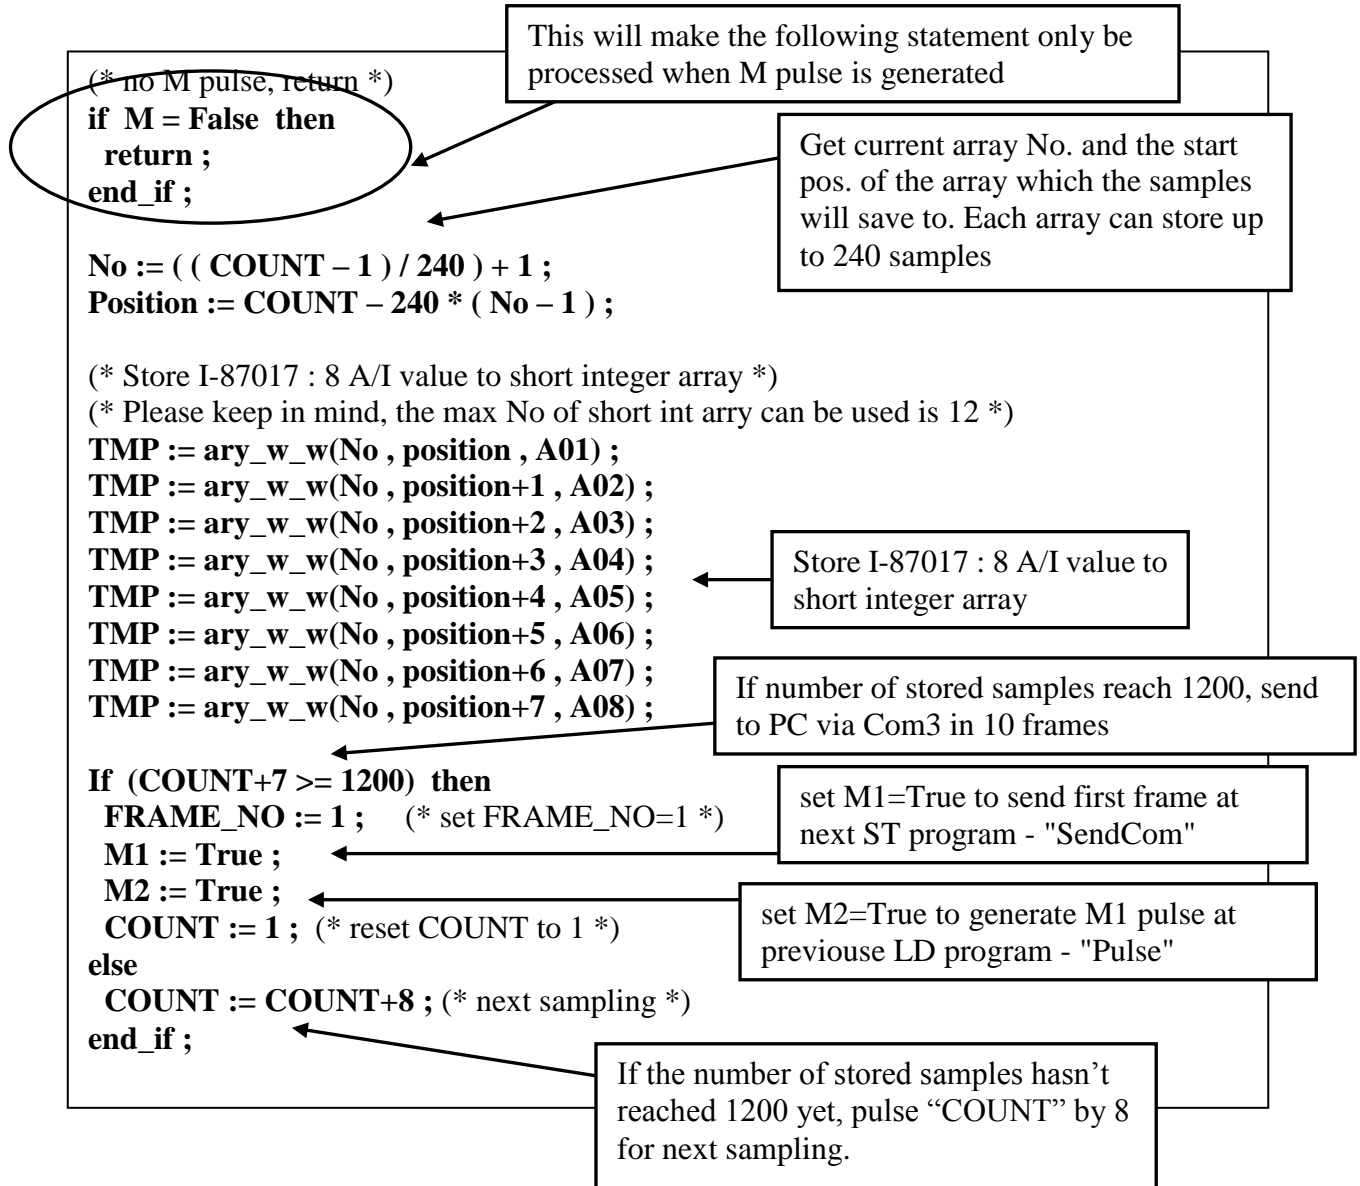 This will make the following statement only be
processed when M pulse is generated
(* no M pulse, return *)
if M = False then
return ;
end_if ;
Get current array No. and the start
pos. of the array which the samples
will save to. Each array can store up
to 240 samples
No := ( ( COUNT – 1 ) / 240 ) + 1 ;
Position := COUNT – 240 * ( No – 1 ) ;
(* Store I-87017 : 8 A/I value to short integer array *)
(* Please keep in mind, the max No of short int arry can be used is 12 *)
TMP := ary_w_w(No , position , A01) ;
TMP := ary_w_w(No , position+1 , A02) ;
TMP := ary_w_w(No , position+2 , A03) ;
TMP := ary_w_w(No , position+3 , A04) ;
TMP := ary_w_w(No , position+4 , A05) ;
TMP := ary_w_w(No , position+5 , A06) ;
TMP := ary_w_w(No , position+6 , A07) ;
TMP := ary_w_w(No , position+7 , A08) ;
Store I-87017 : 8 A/I value to
short integer array
If number of stored samples reach 1200, send
to PC via Com3 in 10 frames
If (COUNT+7 >= 1200) then
FRAME_NO := 1 ; (* set FRAME_NO=1 *)
M1 := True ;
M2 := True ;
COUNT := 1 ; (* reset COUNT to 1 *)
else
COUNT := COUNT+8 ; (* next sampling *)
end_if ;
set M1=True to send first frame at
next ST program - "SendCom"
set M2=True to generate M1 pulse at
previouse LD program - "Pulse"
If the number of stored samples hasn’t
reached 1200 yet, pulse “COUNT” by 8
for next sampling.